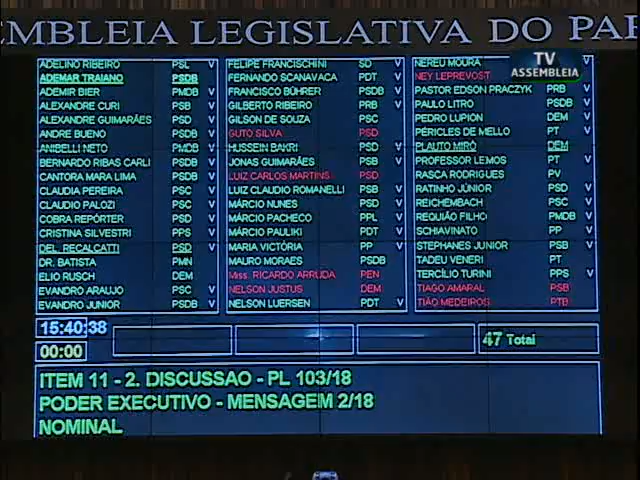 EMBLEIA LEGISLATIVA DO PAR
TV
ASSEMBLEIA
ADELINO RIBEIRO PSL V
ADEMAR TRAIANO PSDB
ADEMIR BIER PMDB V
ALEXANDRE CURI PSB V
ALEXANDRE GUIMARÃES PSD V
ANDRE BUENO PSDB V
ANIBELLI NETO PMDB V
BERNARDO RIBAS CARLI PSDB V
CANTORA MARA LIMA PSDB V
CLAUDIA PEREIRA PSC V
CLAUDIO PALOZI PSC V
COBRA REPÓRTER PSD V
CRISTINA SILVESTRI PPS V
DEL. RECALCATTI PSD V
DR. BATISTA PMN
ELIO RUSCH DEM
EVANDRO ARAUJO PSC V
EVANDRO JUNIOR PSDB V
FELIPE FRANCISCHINI SD V
FERNANDO SCANAVACA PDT V
FRANCISCO BÜHRER PSDB V
GILBERTO RIBEIRO PRB V
GILSON DE SOUZA PSC
GUTO SILVA PSD
HUSSEIN BAKRI PSD V
JONAS GUIMARÃES PSB V
LUIZ CARLOS MARTINS PSD
LUIZ CLAUDIO ROMANELLI PSB V
MÁRCIO NUNES PSD V
MÁRCIO PACHECO PPL V
MÁRCIO PAULIKI PDT V
MARIA VICTÓRIA PP V
MAURO MORAES PSDB
Miss. RICARDO ARRUDA PEN
NELSON JUSTUS DEM
NELSON LUERSEN PDT V
NEREU MOURA V
NEY LEPREVOST
PASTOR EDSON PRACZYK PRB V
PAULO LITRO PSDB V
PEDRO LUPION DEM V
PÉRICLES DE MELLO PT V
PLAUTO MIRÓ DEM
PROFESSOR LEMOS PT V
RASCA RODRIGUES PV
RATINHO JÚNIOR PSD V
REICHEMBACH PSC V
REQUIÃO FILHO PMDB V
SCHIAVINATO PP V
STEPHANES JUNIOR PSB V
TADEU VENERI PT
TERCÍLIO TURINI PPS V
TIAGO AMARAL PSB
TIÃO MEDEIROS PTB
15:40:38
00:00
47 Total
ITEM 11 - 2. DISCUSSAO - PL 103/18
PODER EXECUTIVO - MENSAGEM 2/18
NOMINAL